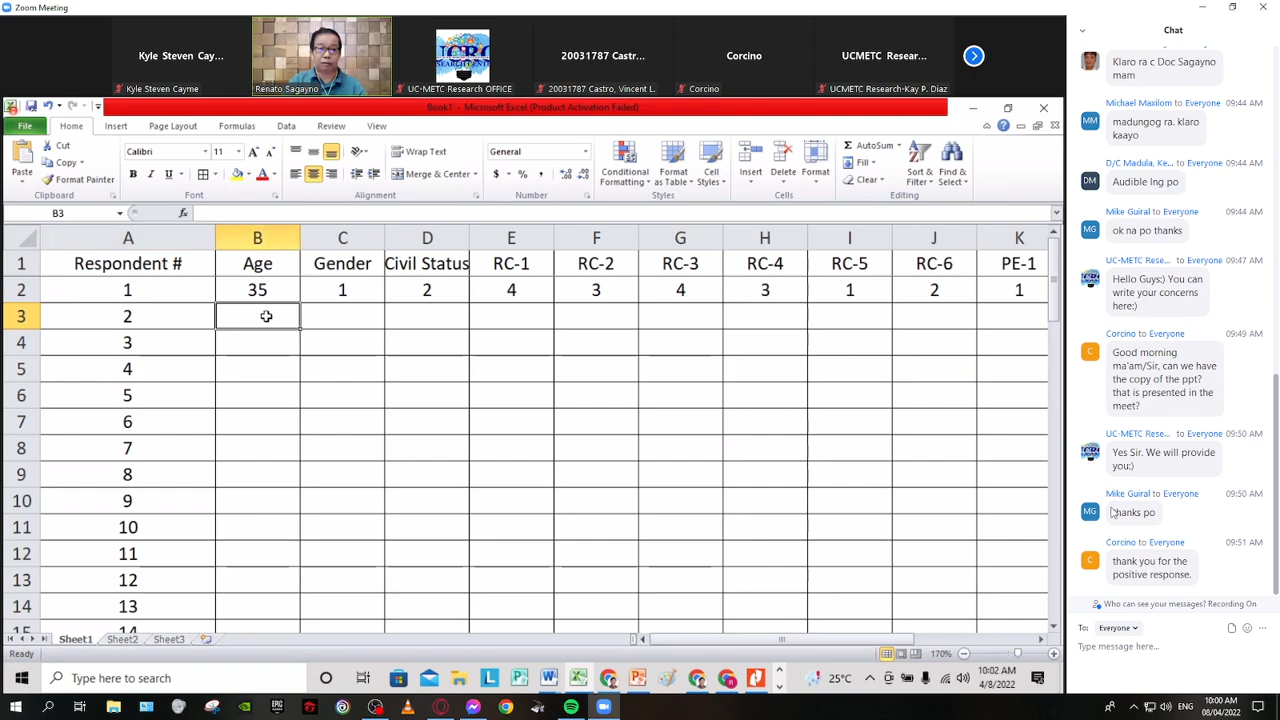 Zoom Meeting
Kyle Steven Cay...
20031787 Castro,...
Corcino
UCMETC Resear...
Kyle Steven Cayme
Renato Sagayno
UC-METC Research OFFICE
20031787 Castro, Vincent L.
Corcino
UCMETC Research-Kay P. Diaz
Book1 - Microsoft Excel (Product Activation Failed)
File
Home
Insert
Page Layout
Formulas
Data
Review
View
Paste
Cut
Copy
Format Painter
Clipboard
Calibri
11
B I U
Font
Wrap Text
Merge & Center
Alignment
General
$ % ,
Number
Conditional Formatting
Format as Table
Cell Styles
Styles
Insert
Delete
Format
Cells
AutoSum
Fill
Clear
Sort & Filter
Find & Select
Editing
B3
fx
A B C D E F G H I J K
1 Respondent # Age Gender Civil Status RC-1 RC-2 RC-3 RC-4 RC-5 RC-6 PE-1
2 1 35 1 2 4 3 4 3 1 2 1
3 2
4 3
5 4
6 5
7 6
8 7
9 8
10 9
11 10
12 11
13 12
14 13
15 14
Sheet1
Sheet2
Sheet3
Ready
170%
Type here to search
25°C
10:02 AM
4/8/2022
Chat
Klaro ra c Doc Sagayno
mam
Michael Maxilom to Everyone 09:44 AM
MM
madungog ra. klaro
kaayo
D/C Madula, Ke... to Everyone 09:44 AM
DM
Audible lng po
Mike Guiral to Everyone 09:44 AM
MG
ok na po thanks
UC-METC Rese... to Everyone 09:47 AM
Hello Guys:) You can
write your concerns
here:)
Corcino to Everyone 09:49 AM
C
Good morning
ma'am/Sir, can we have
the copy of the ppt?
that is presented in the
meet?
UC-METC Rese... to Everyone 09:50 AM
Yes Sir. We will provide
you:)
Mike Guiral to Everyone 09:50 AM
MG
thanks po
Corcino to Everyone 09:51 AM
C
thank you for the
positive response.
Who can see your messages? Recording On
To: Everyone
Type message here...
ENG
10:00 AM
08/04/2022